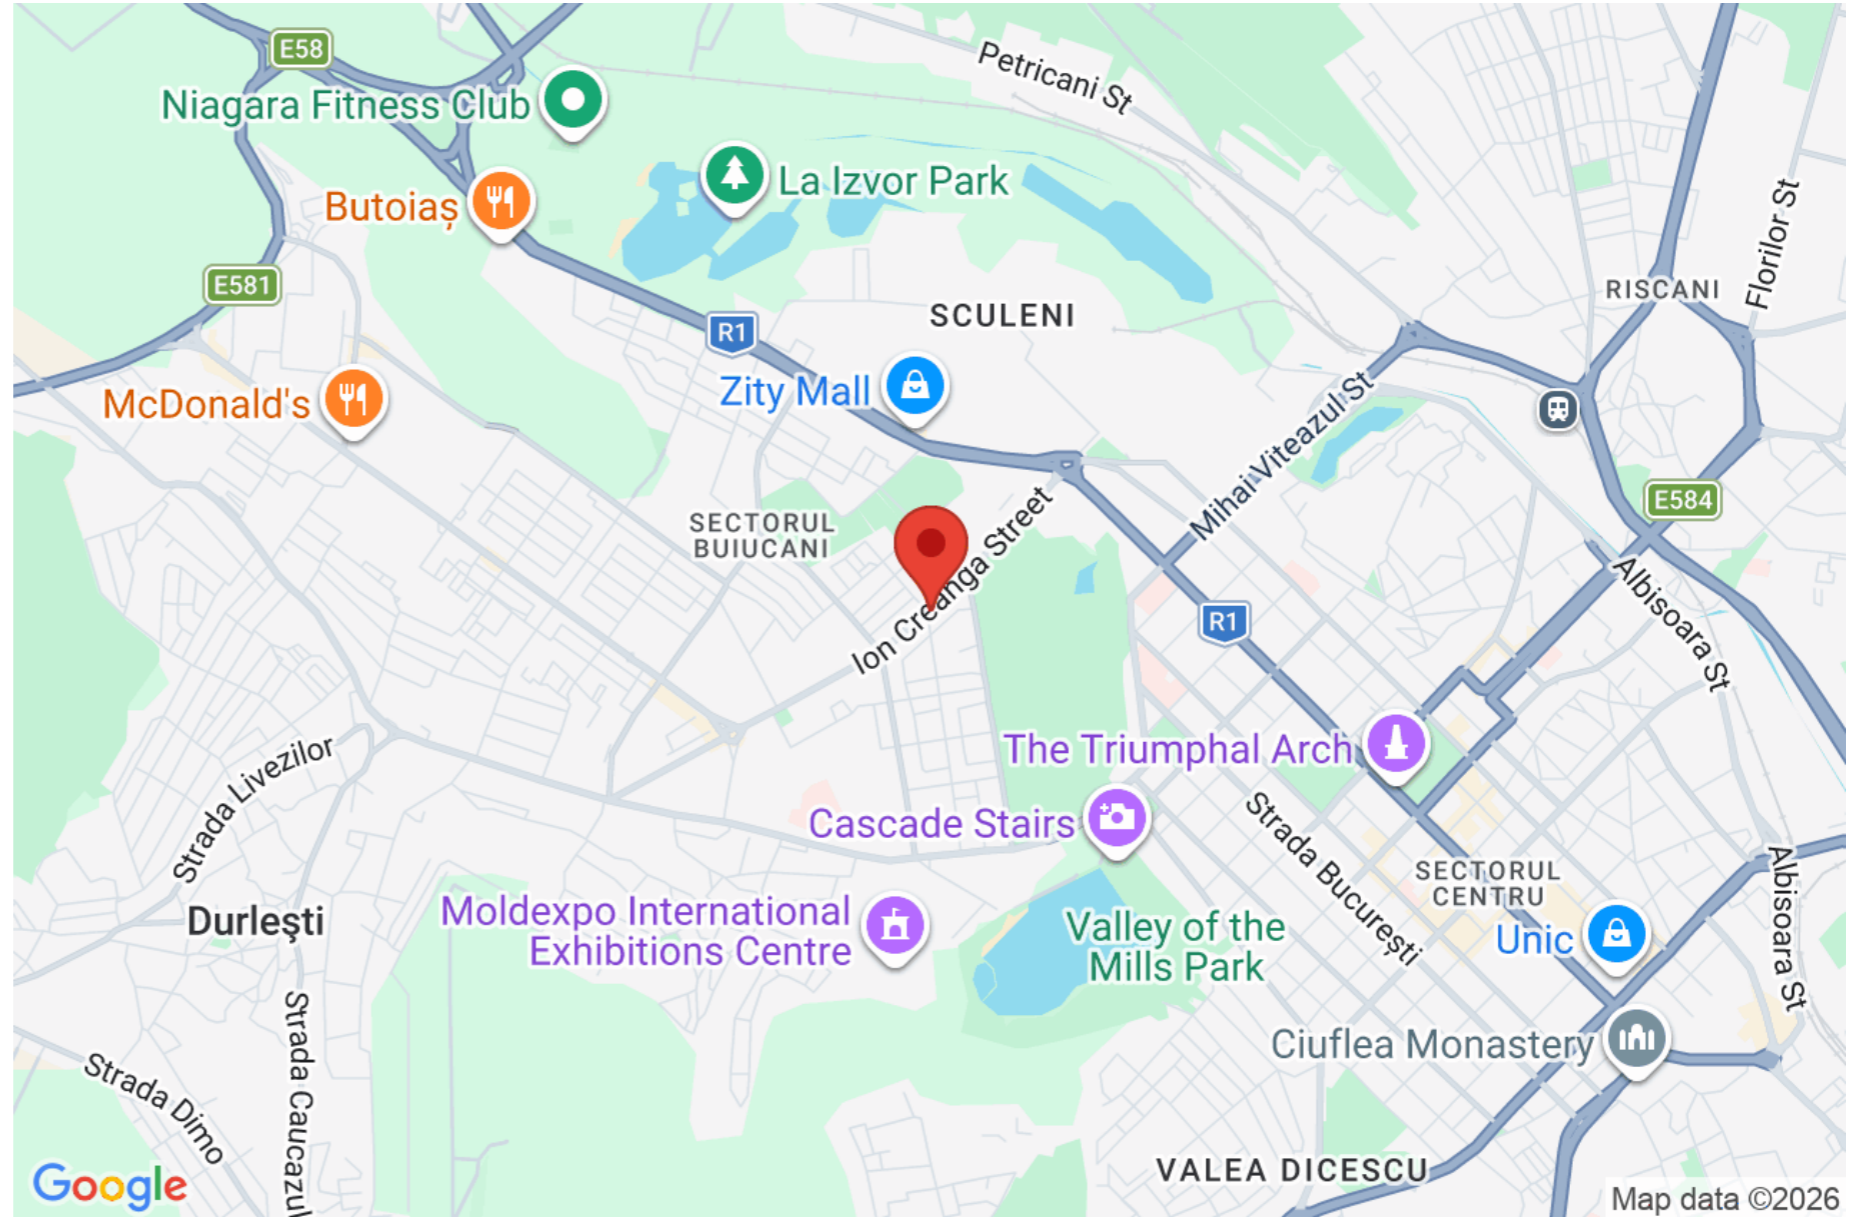 E58
Petricani St
Niagara Fitness Club
La Izvor Park
Butoiaș
Florilor St
E581
RISCANI
SCULENI
R1
Zity Mall
McDonald's
Mihai Viteazul St
E584
SECTORUL
BUIUCANI
Ion Creanga Street
Albisoara St
R1
The Triumphal Arch
Strada Livezilor
Cascade Stairs
Strada București
SECTORUL
CENTRU
Albisoara St
Durleşti
Moldexpo International
Exhibitions Centre
Valley of the
Mills Park
Unic
Strada Caucazul
Ciuflea Monastery
Strada Dimo
VALEA DICESCU
Google
Map data ©2026